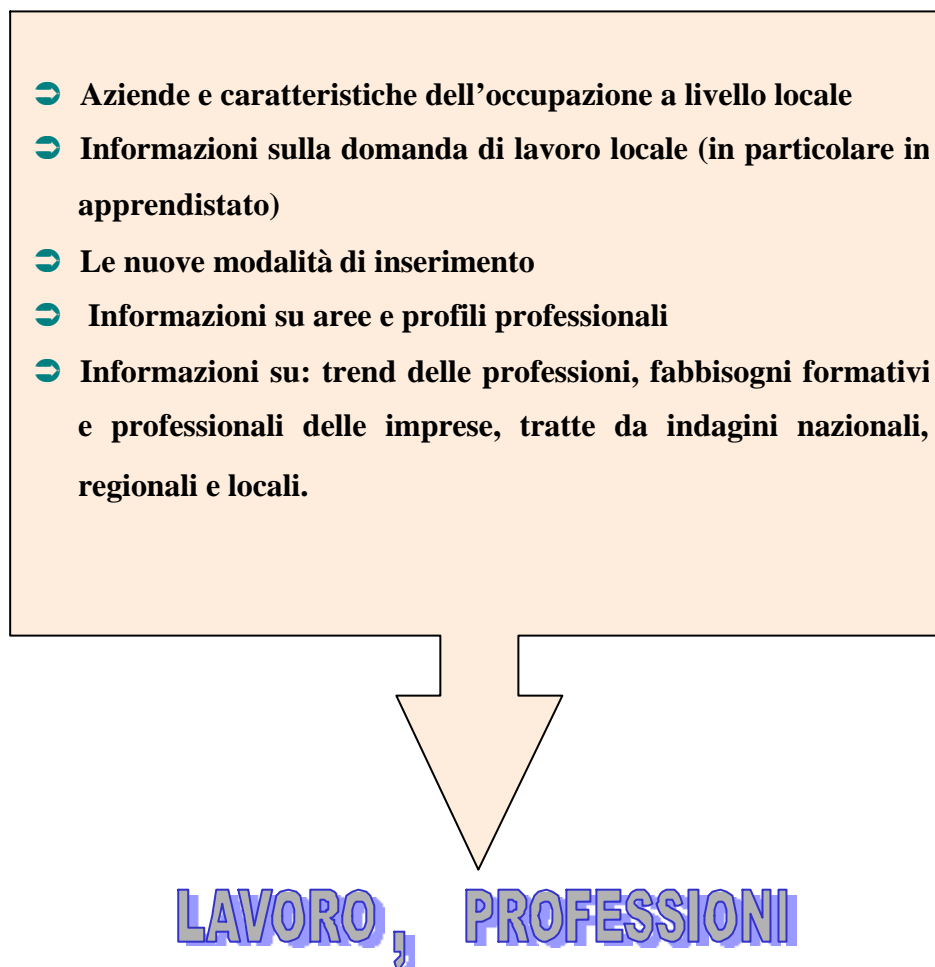 Aziende e caratteristiche dell’occupazione a livello locale
Informazioni sulla domanda di lavoro locale (in particolare in
apprendistato)
Le nuove modalità di inserimento
Informazioni su aree e profili professionali
Informazioni su: trend delle professioni, fabbisogni formativi
e professionali delle imprese, tratte da indagini nazionali,
regionali e locali.
LAVORO, PROFESSIONI